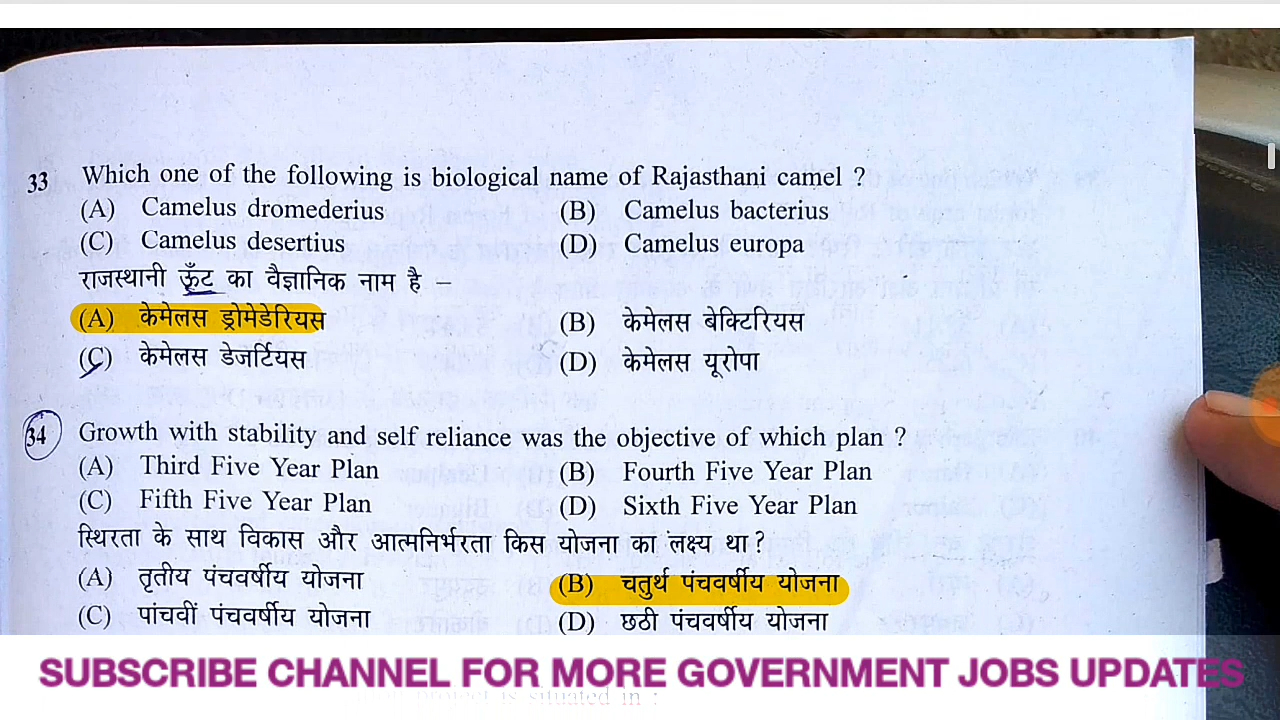 33 Which one of the following is biological name of Rajasthani camel ?
(A) Camelus dromederius (B) Camelus bacterius
(C) Camelus desertius (D) Camelus europa
राजस्थानी ऊँट का वैज्ञानिक नाम है –
(A) केमेलस ड्रोमेडेरियस (B) केमेलस बेक्टिरियस
(C) केमेलस डेजर्टियस (D) केमेलस यूरोपा
34 Growth with stability and self reliance was the objective of which plan ?
(A) Third Five Year Plan (B) Fourth Five Year Plan
(C) Fifth Five Year Plan (D) Sixth Five Year Plan
स्थिरता के साथ विकास और आत्मनिर्भरता किस योजना का लक्ष्य था ?
(A) तृतीय पंचवर्षीय योजना (B) चतुर्थ पंचवर्षीय योजना
(C) पांचवीं पंचवर्षीय योजना (D) छठी पंचवर्षीय योजना
SUBSCRIBE CHANNEL FOR MORE GOVERNMENT JOBS UPDATES
is situated in :